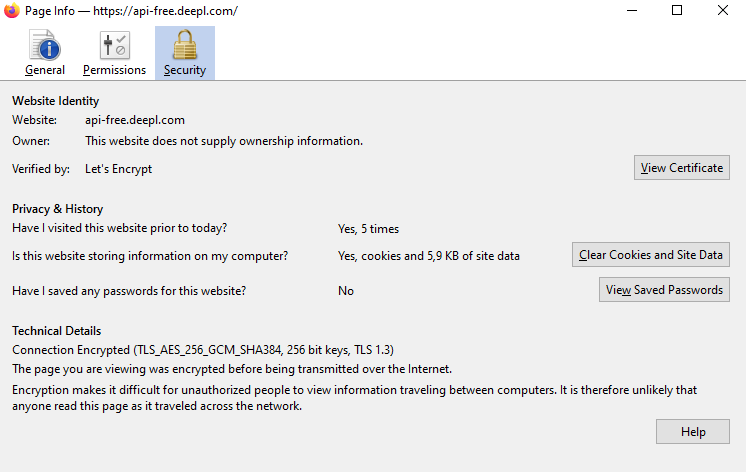 Page Info — https://api-free.deepl.com/
General Permissions Security
Website Identity
Website: api-free.deepl.com
Owner: This website does not supply ownership information.
Verified by: Let's Encrypt View Certificate
Privacy & History
Have I visited this website prior to today? Yes, 5 times
Is this website storing information on my computer? Yes, cookies and 5,9 KB of site data Clear Cookies and Site Data
Have I saved any passwords for this website? No View Saved Passwords
Technical Details
Connection Encrypted (TLS_AES_256_GCM_SHA384, 256 bit keys, TLS 1.3)
The page you are viewing was encrypted before being transmitted over the Internet.
Encryption makes it difficult for unauthorized people to view information traveling between computers. It is therefore unlikely that
anyone read this page as it traveled across the network.
Help